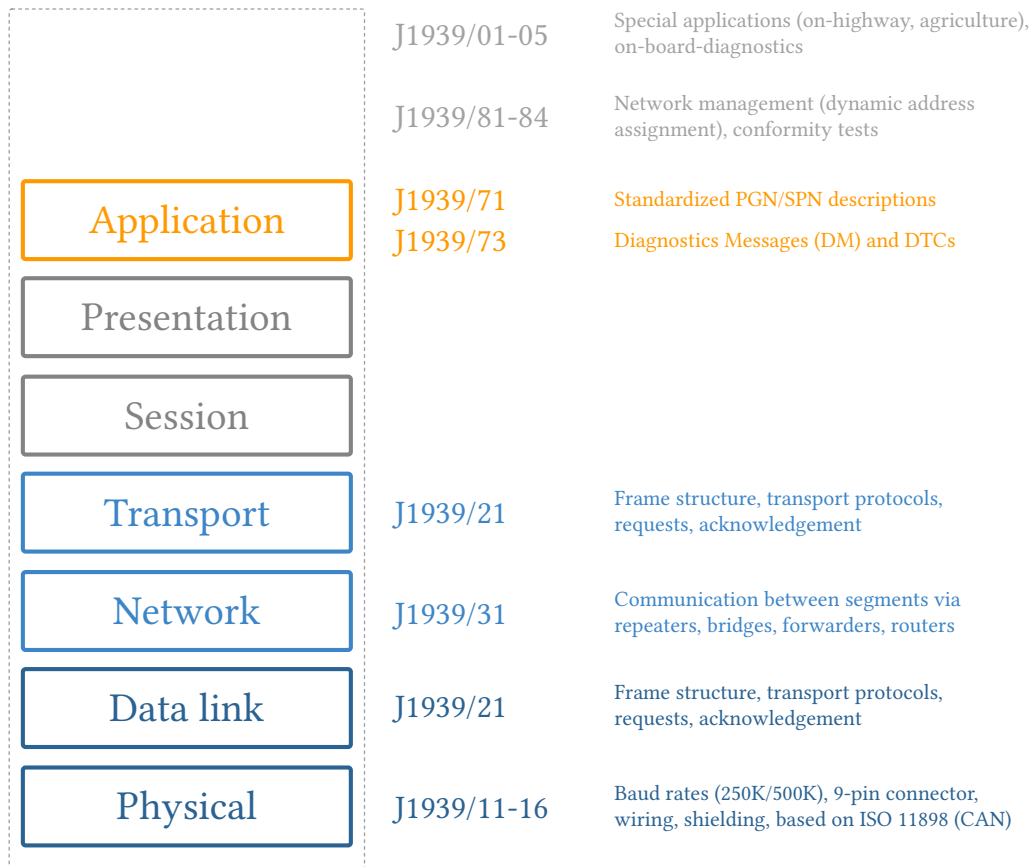 J1939/01-05
Special applications (on-highway, agriculture),
on-board-diagnostics
J1939/81-84
Network management (dynamic address
assignment), conformity tests
Application
J1939/71
Standardized PGN/SPN descriptions
J1939/73
Diagnostics Messages (DM) and DTCs
Presentation
Session
Transport
J1939/21
Frame structure, transport protocols,
requests, acknowledgement
Network
J1939/31
Communication between segments via
repeaters, bridges, forwarders, routers
Data link
J1939/21
Frame structure, transport protocols,
requests, acknowledgement
Physical
J1939/11-16
Baud rates (250K/500K), 9-pin connector,
wiring, shielding, based on ISO 11898 (CAN)